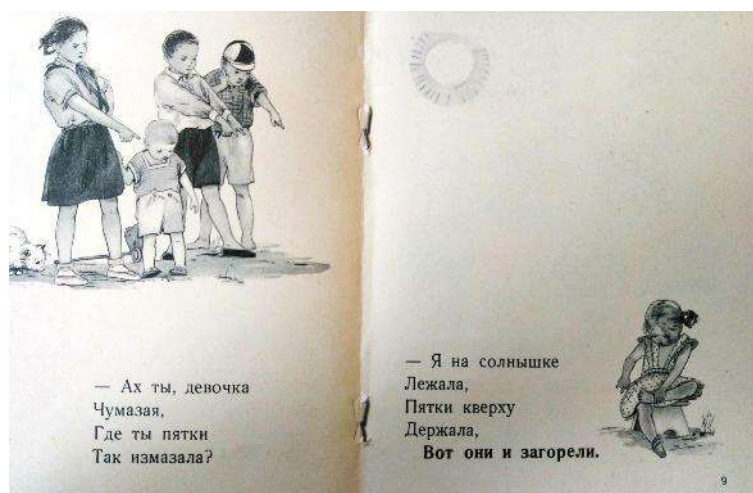 — Ах ты, девочка
Чумазая,
Где ты пятки
Так измазала?
— Я на солнышке
Лежала,
Пятки кверху
Держала,
Вот они и загорели.
9